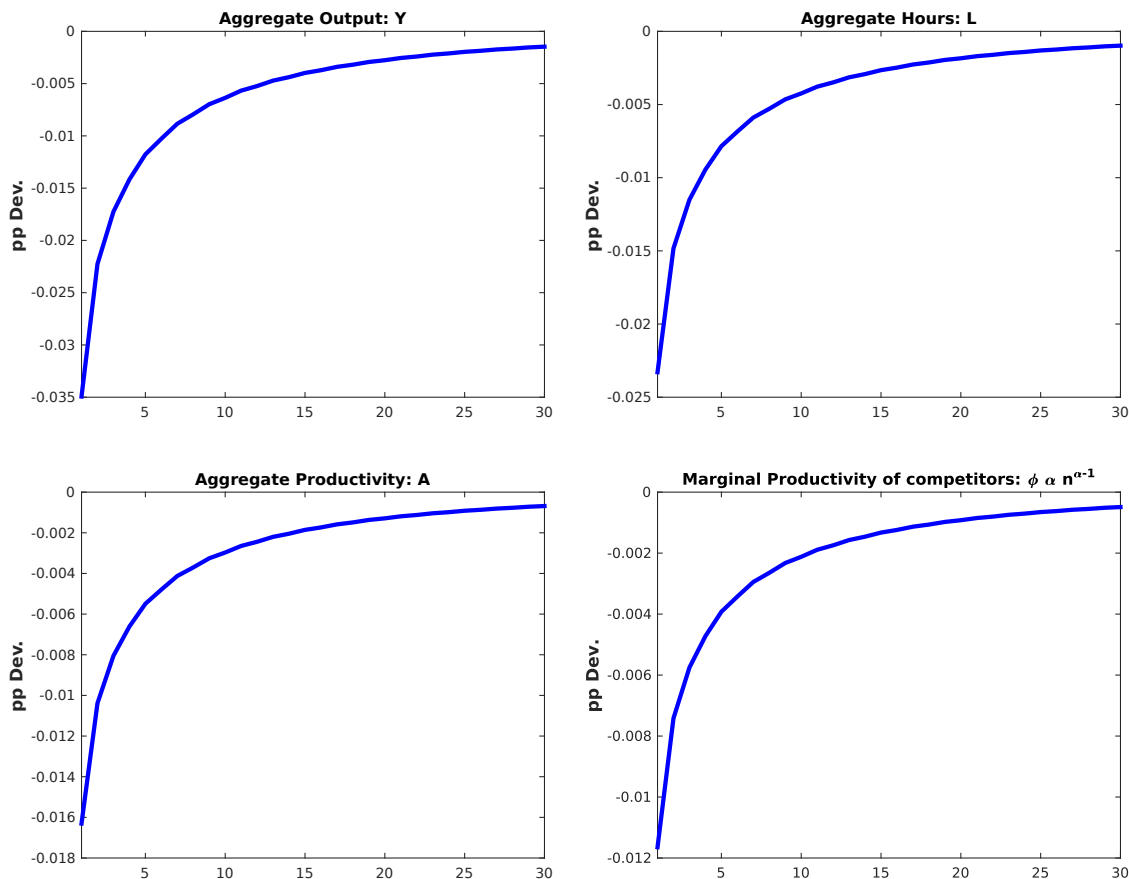 Aggregate Output: Y
pp Dev.
0
-0.005
-0.01
-0.015
-0.02
-0.025
-0.03
-0.035
5 10 15 20 25 30
Aggregate Hours: L
pp Dev.
0
-0.005
-0.01
-0.015
-0.02
-0.025
5 10 15 20 25 30
Aggregate Productivity: A
pp Dev.
0
-0.002
-0.004
-0.006
-0.008
-0.01
-0.012
-0.014
-0.016
-0.018
5 10 15 20 25 30
Marginal Productivity of competitors: ϕ α n^α-1
pp Dev.
0
-0.002
-0.004
-0.006
-0.008
-0.01
-0.012
5 10 15 20 25 30